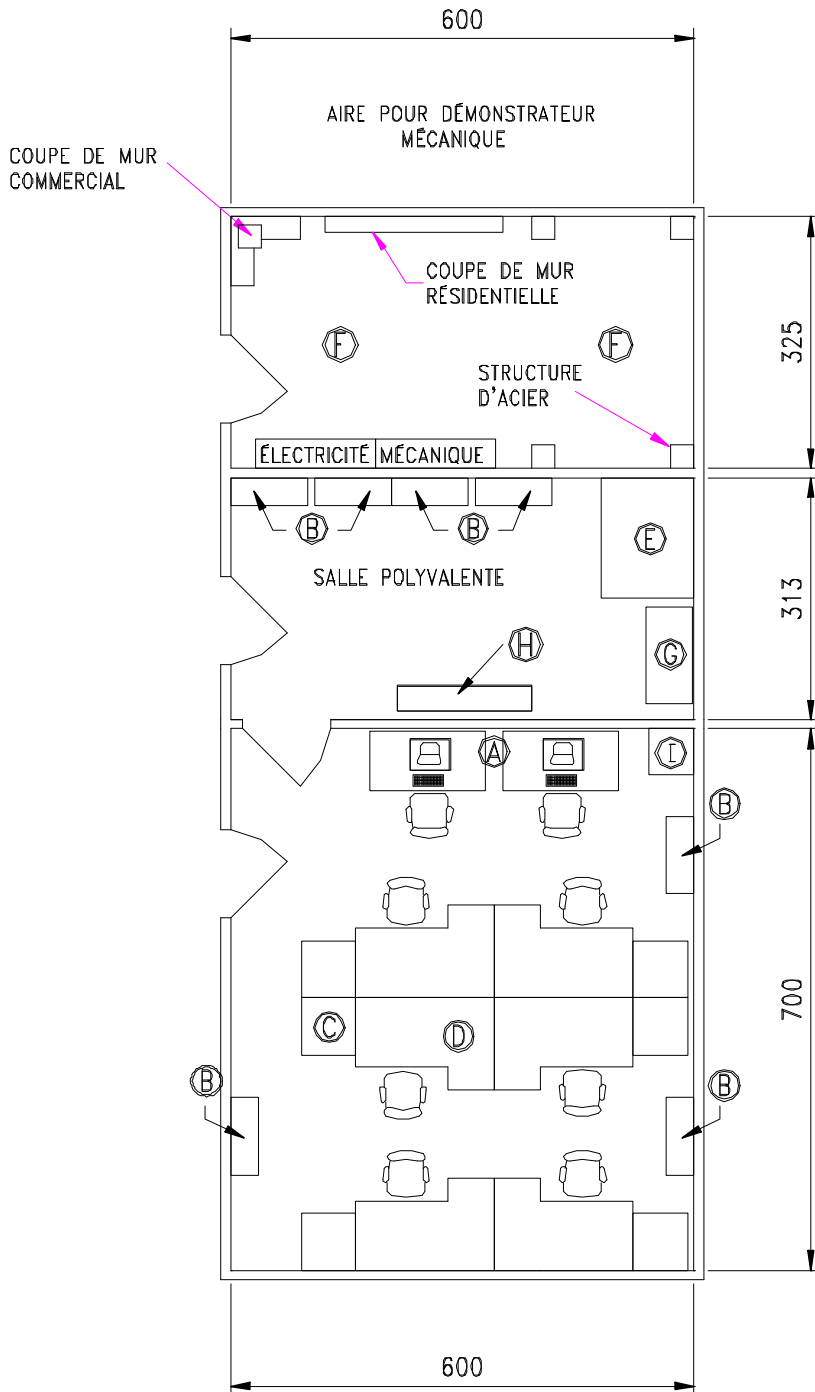 600
AIRE POUR DÉMONSTRATEUR
MÉCANIQUE
COUPE DE MUR
COMMERCIAL
COUPE DE MUR
RÉSIDENTIELLE
325
F
F
STRUCTURE
D'ACIER
ÉLECTRICITÉ
MÉCANIQUE
B
B
E
SALLE POLYVALENTE
313
H
G
A
I
B
700
C
D
B
B
600